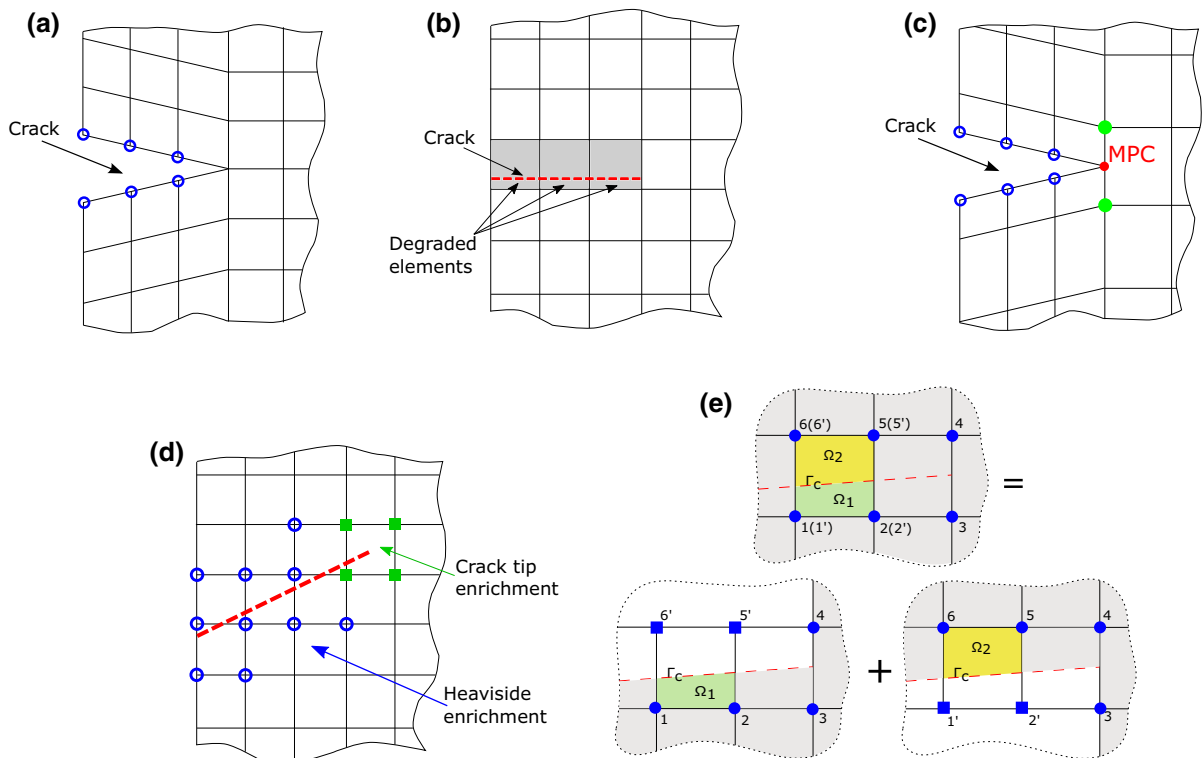 (a)
Crack
(b)
Crack
Degraded
elements
(c)
Crack
MPC
(d)
Crack tip
enrichment
Heaviside
enrichment
(e)
6(6') 5(5') 4
Ω2
Γc
Ω1
1(1') 2(2') 3
=
6' 5' 4
Γc
Ω1
1 2 3
+
6 5 4
Ω2
Γc
1' 2' 3